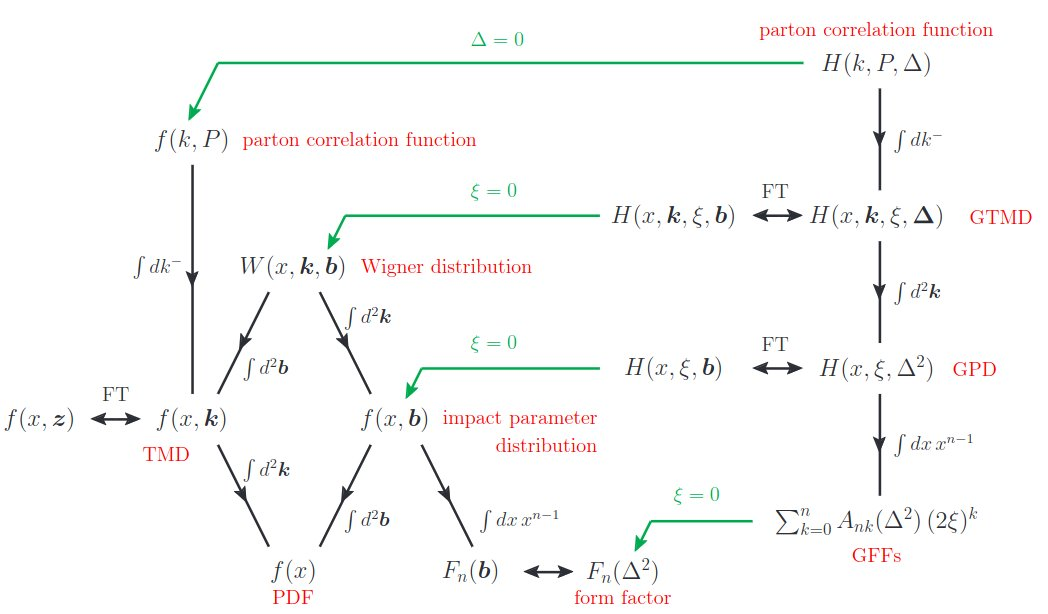 parton correlation function
Δ = 0
H(k, P, Δ)
f(k, P) parton correlation function
∫ dk⁻
ξ = 0
FT
H(x, k, ξ, b)
H(x, k, ξ, Δ)
GTMD
∫ dk⁻
W(x, k, b) Wigner distribution
∫ d²k
∫ d²k
ξ = 0
FT
∫ d²b
H(x, ξ, b)
H(x, ξ, Δ²)
GPD
FT
f(x, z)
f(x, k)
f(x, b) impact parameter
distribution
TMD
∫ dx xⁿ⁻¹
∫ d²k
ξ = 0
∫ d²b
∫ dx xⁿ⁻¹
∑ⁿₖ₌₀ Aₙₖ(Δ²) (2ξ)ᵏ
GFFs
f(x)
Fₙ(b)
Fₙ(Δ²)
PDF
form factor